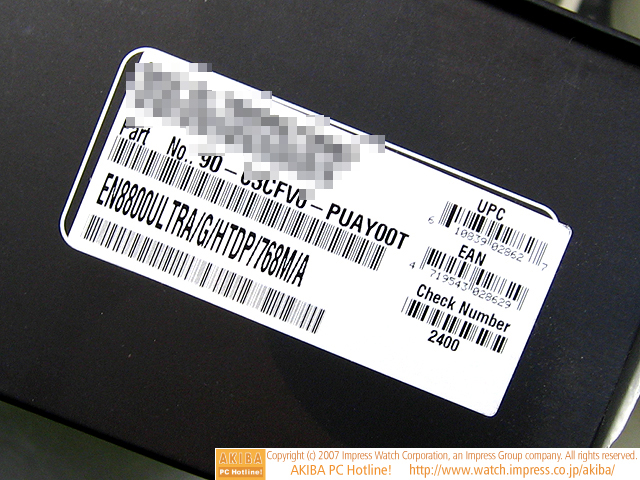 Part No.: 90-C3CFV0-PUAY00T
EN8800ULTRA/G/HTDP/768M/A
UPC
6 10839 02862 7
EAN
4 719543 028629
Check Number
2400
AKIBA
PC Hotline!
Copyright (c) 2007 Impress Watch Corporation, an Impress Group company. All rights reserved.
AKIBA PC Hotline! http://www.watch.impress.co.jp/akiba/